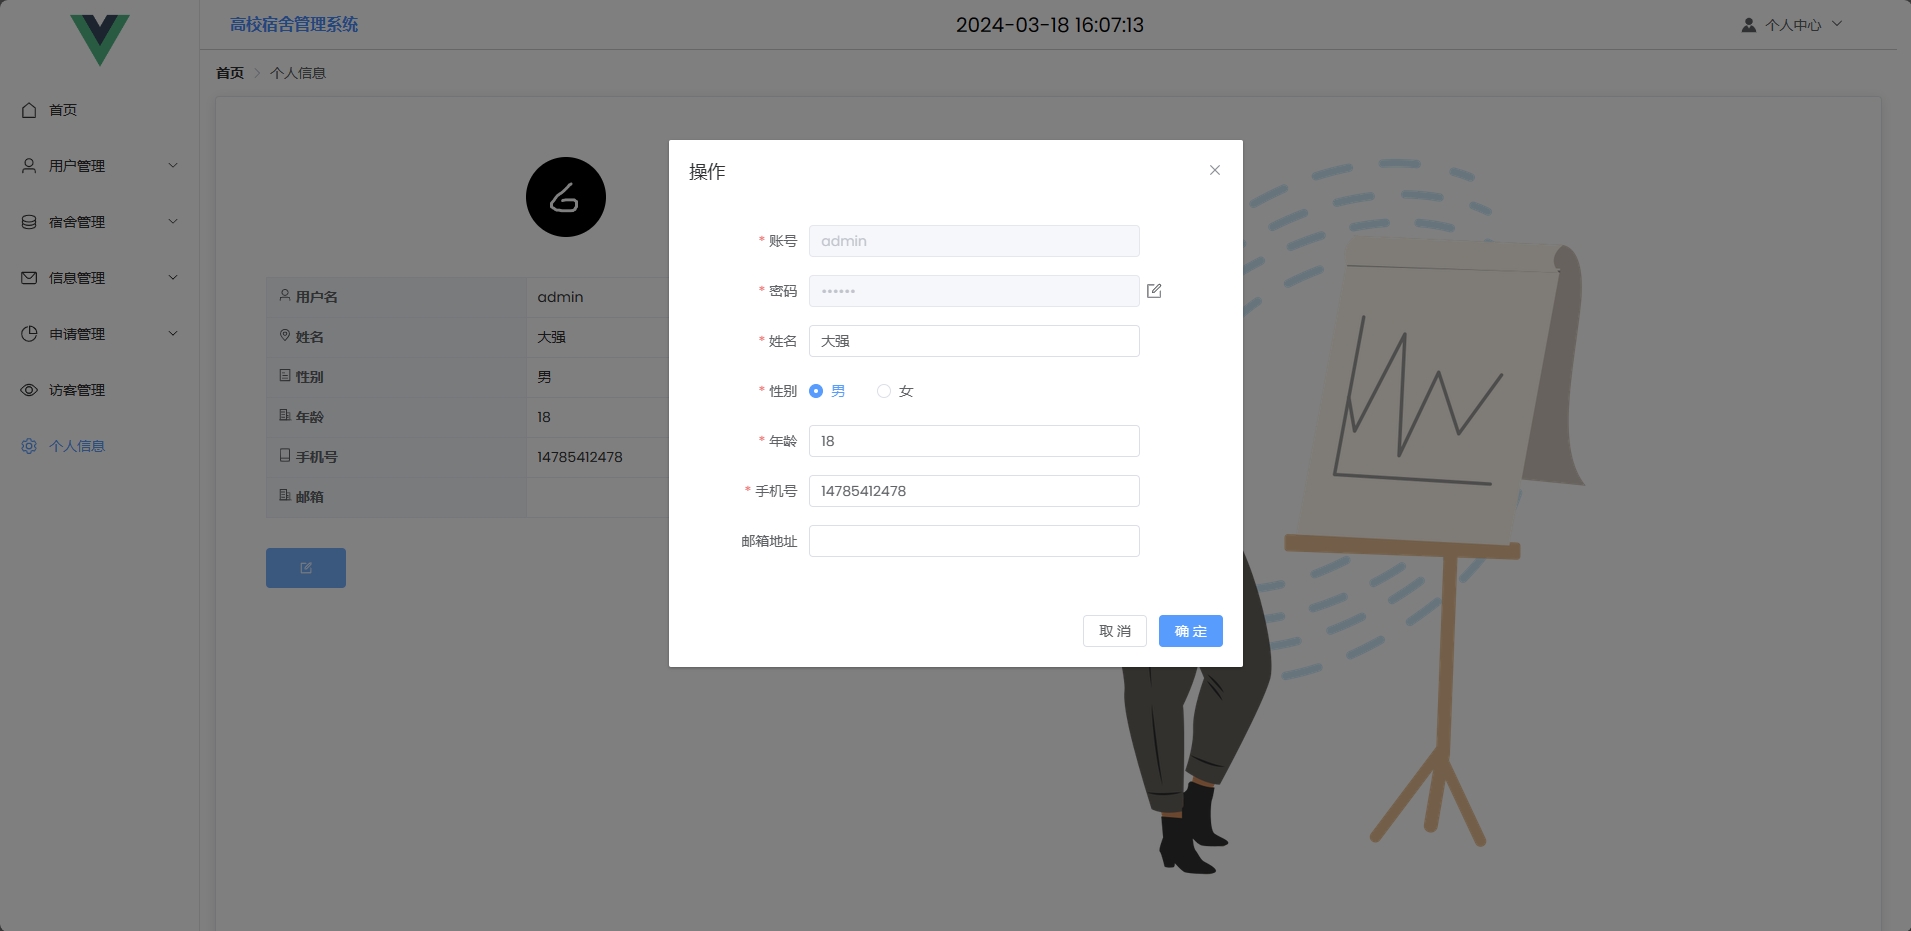 高校宿舍管理系统
2024-03-18 16:07:13
个人中心
首页
用户管理
宿舍管理
信息管理
申请管理
访客管理
个人信息
首页 > 个人信息
用户名 admin
姓名 大强
性别 男
年龄 18
手机号 14785412478
邮箱
操作
* 账号 admin
* 密码 ••••••
* 姓名 大强
* 性别 男 女
* 年龄 18
* 手机号 14785412478
邮箱地址
取 消 确 定